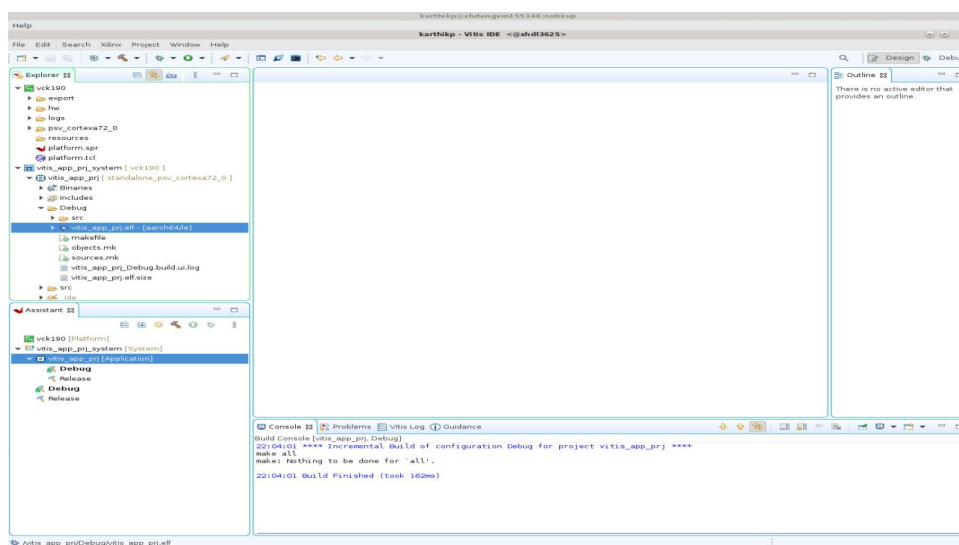 karthikp@xhdengvm155146:nobkup
Help
karthikp - Vitis IDE <@xhdl3625>
File Edit Search Xilinx Project Window Help
Design Debu
Explorer
vck190
export
hw
logs
psv_cortexa72_0
resources
platform.spr
platform.tcl
vitis_app_prj_system [ vck190 ]
vitis_app_prj [ standalone_psv_cortexa72_0 ]
Binaries
Includes
Debug
src
vitis_app_prj.elf - [aarch64/le]
makefile
objects.mk
sources.mk
vitis_app_prj_Debug.build.ui.log
vitis_app_prj.elf.size
src
ide
Outline
There is no active editor that
provides an outline.
Assistant
vck190 [Platform]
vitis_app_prj_system [System]
vitis_app_prj [Application]
Debug
Release
Debug
Release
Console Problems Vitis Log Guidance
Build Console [vitis_app_prj, Debug]
22:04:01 **** Incremental Build of configuration Debug for project vitis_app_prj ****
make all
make: Nothing to be done for `all'.
22:04:01 Build Finished (took 162ms)
/vitis_app_prj/Debug/vitis_app_prj.elf